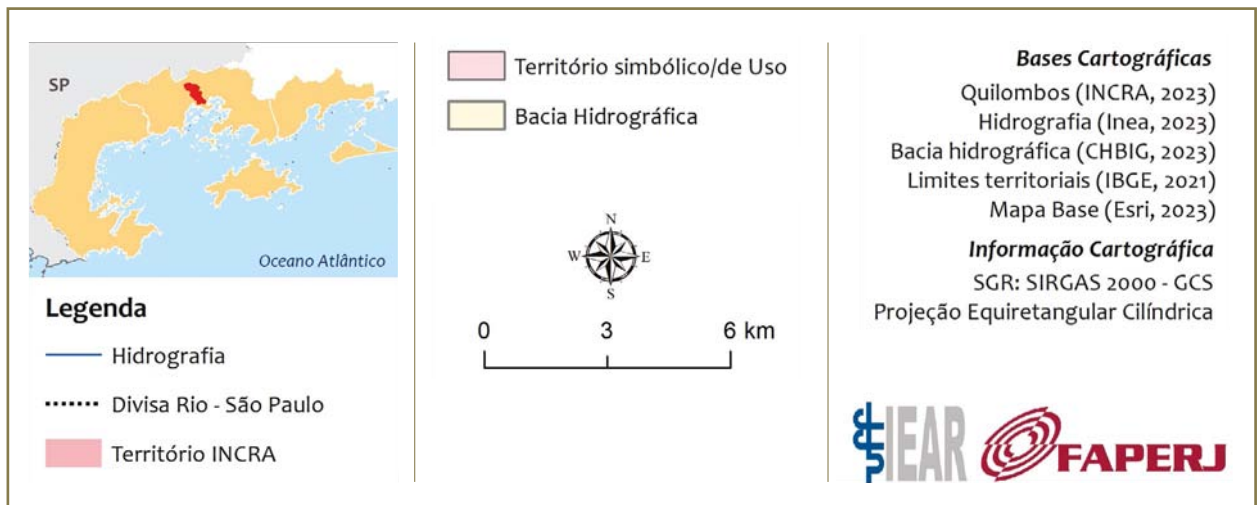 SP
Oceano Atlântico
Legenda
Hidrografia
Divisa Rio - São Paulo
Território INCRA
Território simbólico/de Uso
Bacia Hidrográfica
N
W
E
S
0 3 6 km
Bases Cartográficas
Quilombos (INCRA, 2023)
Hidrografia (Inea, 2023)
Bacia hidrográfica (CHBIG, 2023)
Limites territoriais (IBGE, 2021)
Mapa Base (Esri, 2023)
Informação Cartográfica
SGR: SIRGAS 2000 - GCS
Projeção Equiretangular Cilíndrica
uff IEAR
FAPERJ